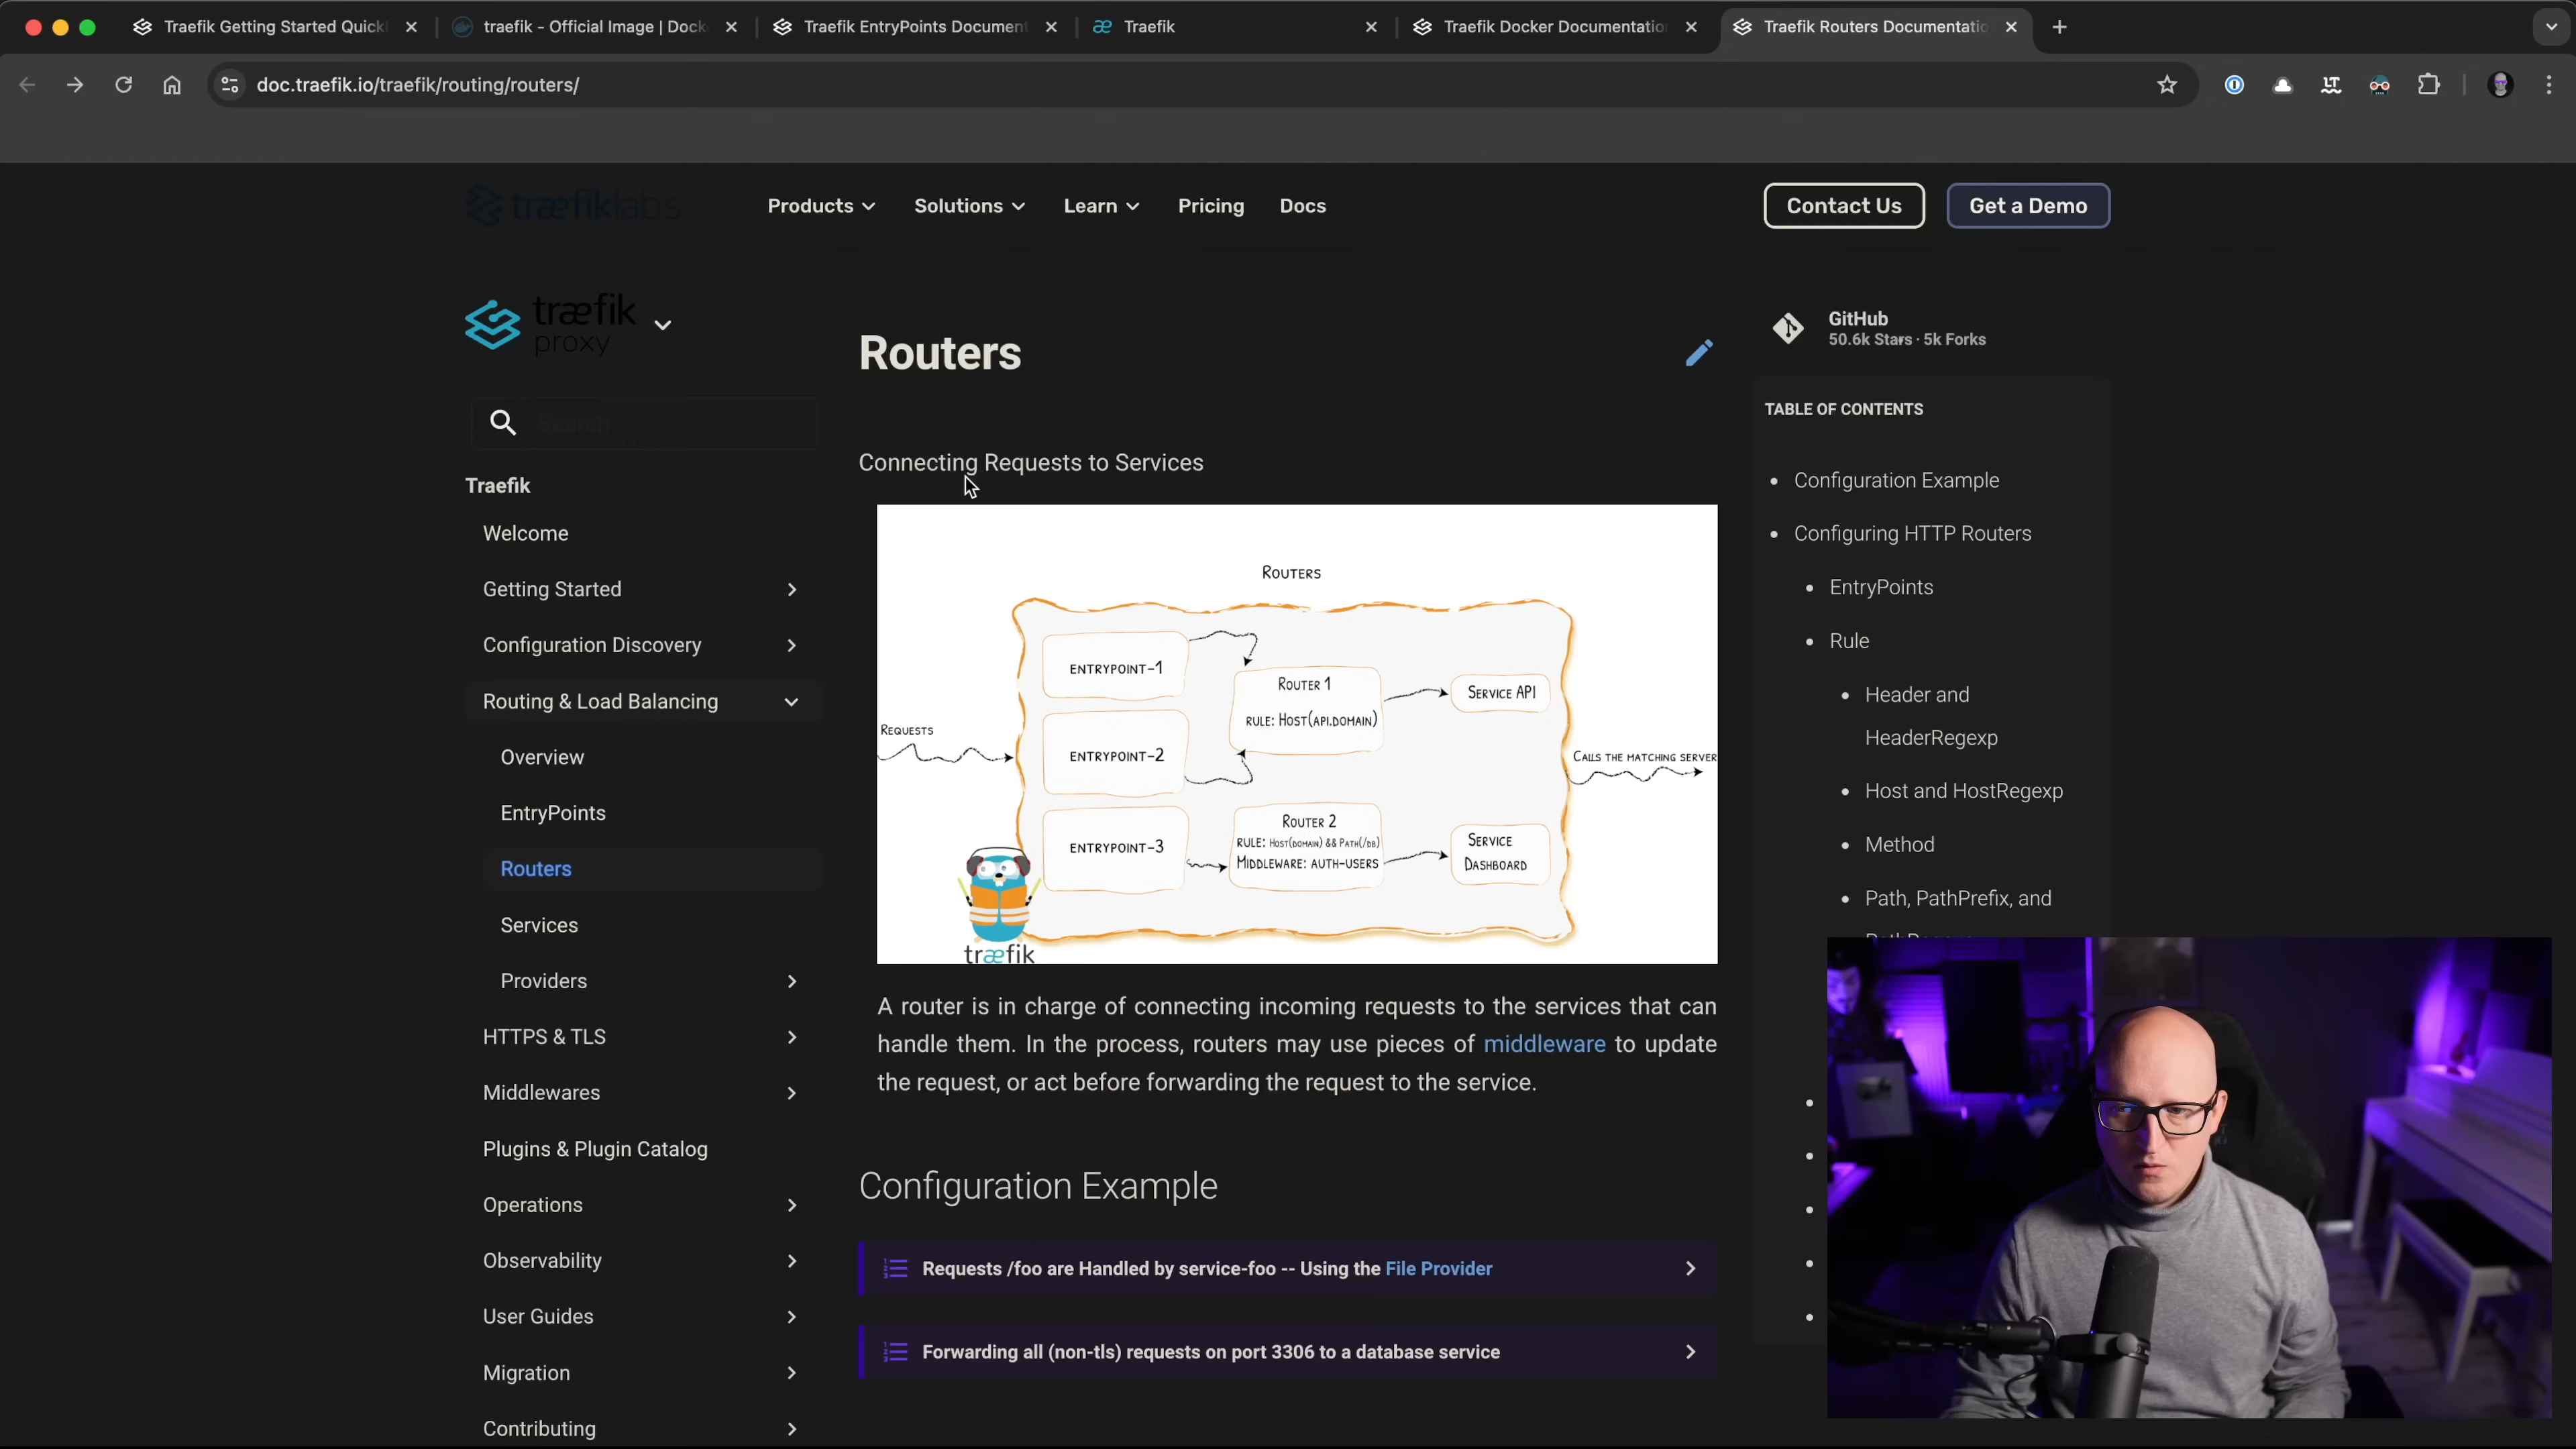 Traefik Getting Started Quick
traefik - Official Image | Dock
Traefik EntryPoints Document
Traefik
Traefik Docker Documentatio
Traefik Routers Documentatio
doc.traefik.io/traefik/routing/routers/
træfiklabs
Products
Solutions
Learn
Pricing
Docs
Contact Us
Get a Demo
træfik
proxy
Search
Traefik
Welcome
Getting Started
Configuration Discovery
Routing & Load Balancing
Overview
EntryPoints
Routers
Services
Providers
HTTPS & TLS
Middlewares
Plugins & Plugin Catalog
Operations
Observability
User Guides
Migration
Contributing
Routers
Connecting Requests to Services
ROUTERS
REQUESTS
ENTRYPOINT-1
ENTRYPOINT-2
ENTRYPOINT-3
ROUTER 1
RULE: HOST(API.DOMAIN)
ROUTER 2
RULE: HOST(DOMAIN) && PATH(/DB)
MIDDLEWARE: AUTH-USERS
SERVICE API
SERVICE
DASHBOARD
CALLS THE MATCHING SERVER
træfik
A router is in charge of connecting incoming requests to the services that can
handle them. In the process, routers may use pieces of middleware to update
the request, or act before forwarding the request to the service.
Configuration Example
Requests /foo are Handled by service-foo -- Using the File Provider
Forwarding all (non-tls) requests on port 3306 to a database service
GitHub
50.6k Stars · 5k Forks
TABLE OF CONTENTS
Configuration Example
Configuring HTTP Routers
EntryPoints
Rule
Header and
HeaderRegexp
Host and HostRegexp
Method
Path, PathPrefix, and